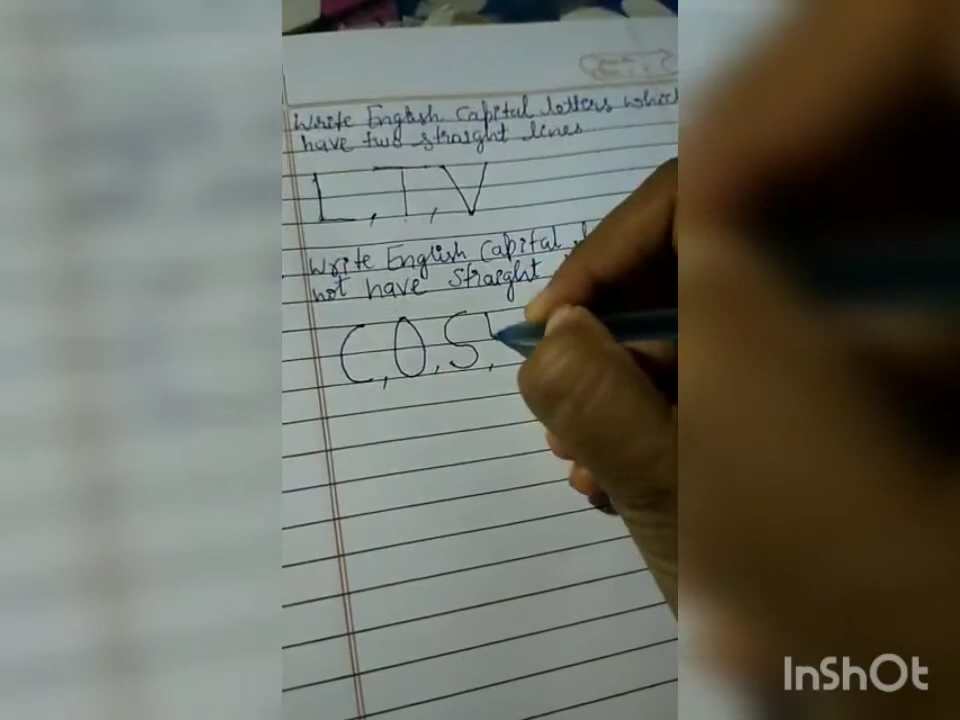 Write English Capital letters which
have two straight lines
L, T, V
Write English Capital
not have straight
C, O, S,
InShOt